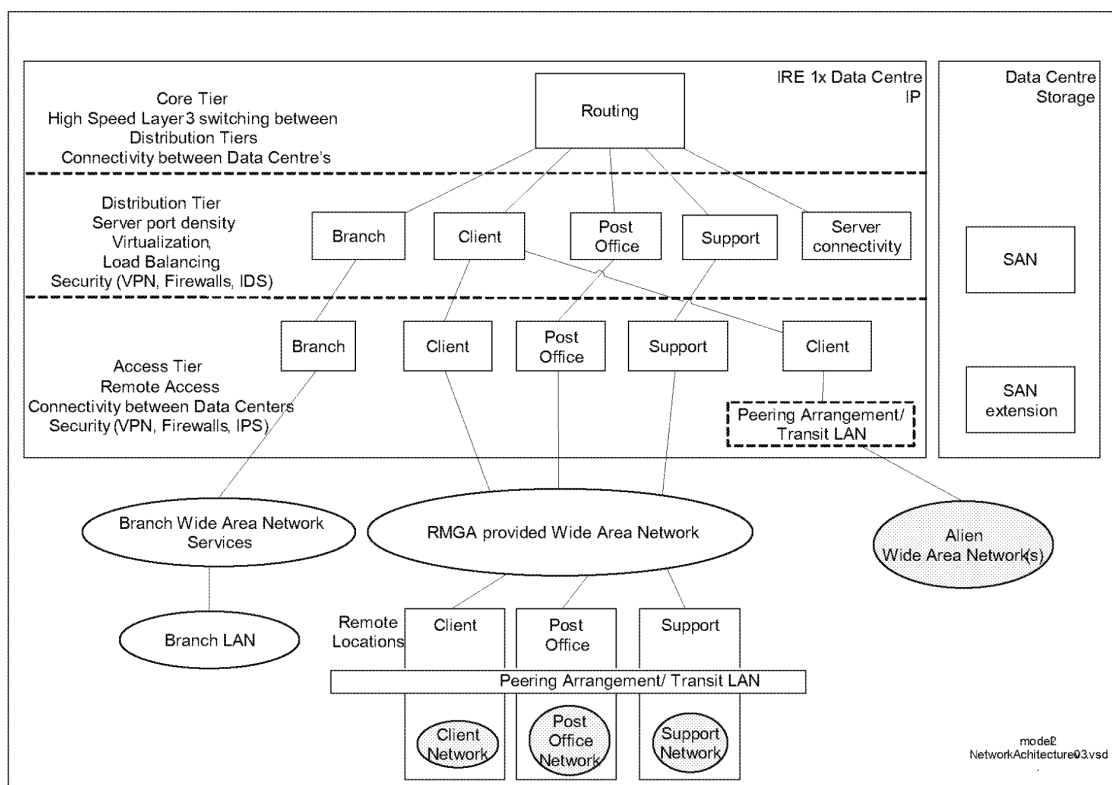 IRE 1x Data Centre
IP
Data Centre
Storage
Core Tier
High Speed Layer3 switching between
Distribution Tiers
Connectivity between Data Centre's
Routing
Distribution Tier
Server port density
Virtualization,
Load Balancing
Security (VPN, Firewalls, IDS)
Branch
Client
Post
Office
Support
Server
connectivity
SAN
Access Tier
Remote Access
Connectivity between Data Centers
Security (VPN, Firewalls, IPS)
Branch
Client
Post
Office
Support
Client
SAN
extension
Peering Arrangement/
Transit LAN
Branch Wide Area Network
Services
RMGA provided Wide Area Network
Alien
Wide Area Network(s)
Branch LAN
Remote
Locations
Client
Post
Office
Support
Peering Arrangement/ Transit LAN
Client
Network
Post
Office
Network
Support
Network
model2
NetworkAchitecture03.vsd